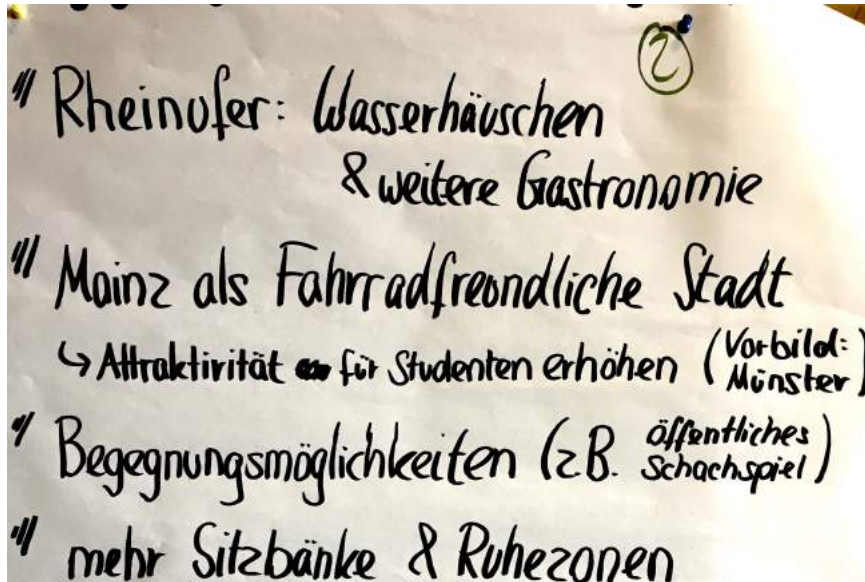 ②
" Rheinufer: Wasserhäuschen
& weitere Gastronomie
" Mainz als Fahrradfreundliche Stadt
↳ Attraktivität für Studenten erhöhen (Vorbild: Münster)
" Begegnungsmöglichkeiten (z.B. öffentliches Schachspiel)
" mehr Sitzbänke & Ruhezonen